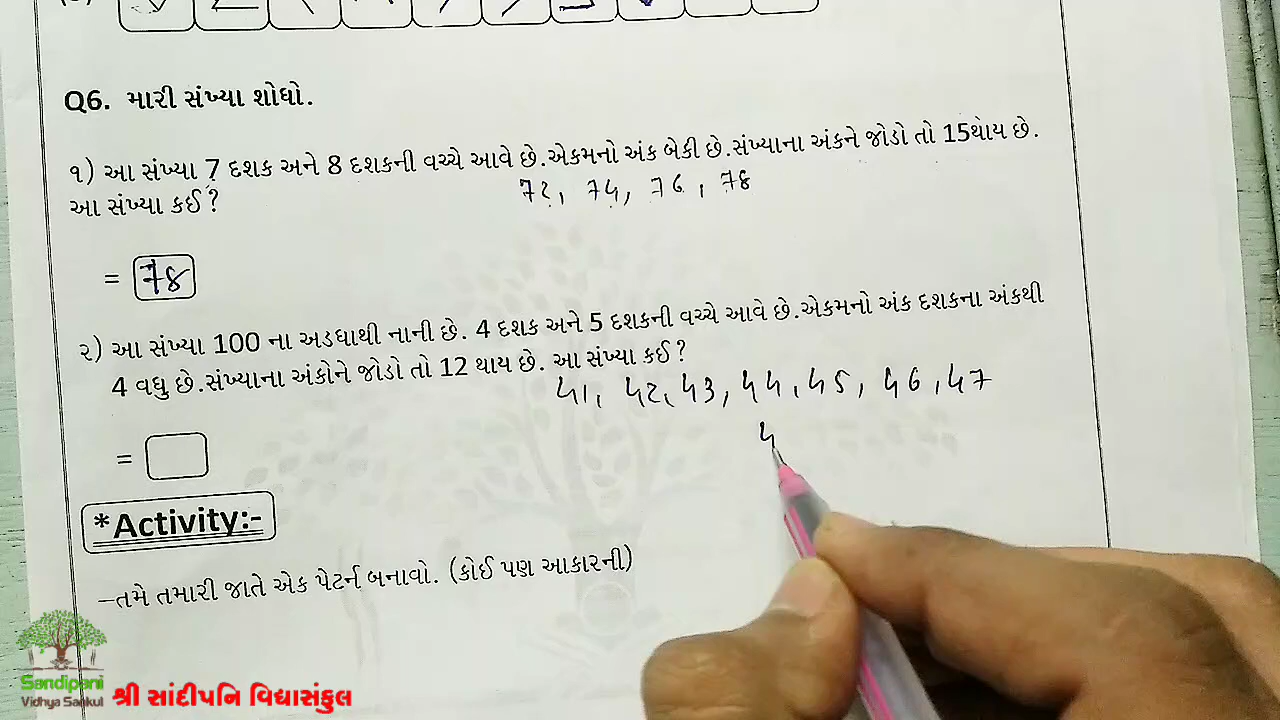 Q6. મારી સંખ્યા શોધો.
૧) આ સંખ્યા 7 દશક અને 8 દશકની વચ્ચે આવે છે.એકમનો અંક બેકી છે.સંખ્યાના અંકને જોડો તો 15થાય છે.
આ સંખ્યા કઈ?
72, 74, 76, 78
= 78
૨) આ સંખ્યા 100 ના અડધાથી નાની છે. 4 દશક અને 5 દશકની વચ્ચે આવે છે.એકમનો અંક દશકના અંકથી
4 વધુ છે.સંખ્યાના અંકોને જોડો તો 12 થાય છે. આ સંખ્યા કઈ?
41, 42, 43, 44, 45, 46, 47
4
=
*Activity:-
–તમે તમારી જાતે એક પેટર્ન બનાવો. (કોઈ પણ આકારની)
Sandipani
Vidhya Sankul
શ્રી સાંદીપનિ વિદ્યાસંકુલ